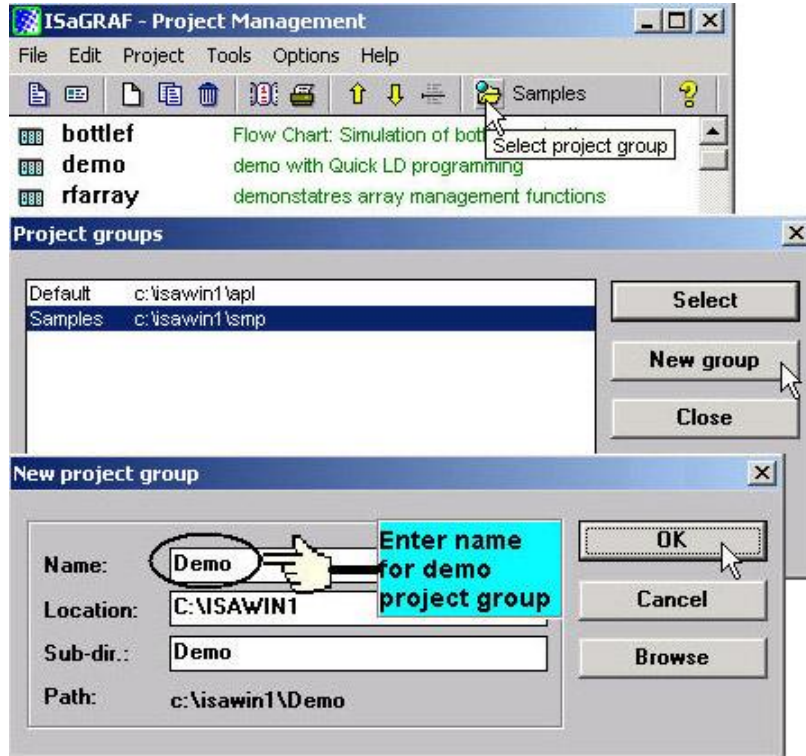 ISaGRAF - Project Management
File Edit Project Tools Options Help
Samples
bottlef Flow Chart: Simulation of
Select project group
demo demo with Quick LD programming
rfarray demonstatres array management functions
Project groups
Default c:\isawin1\apl
Samples c:\isawin1\smp
Select
New group
Close
New project group
Name: Demo
Enter name
for demo
project group
Location: C:\ISAWIN1
Sub-dir.: Demo
Path: c:\isawin1\Demo
OK
Cancel
Browse